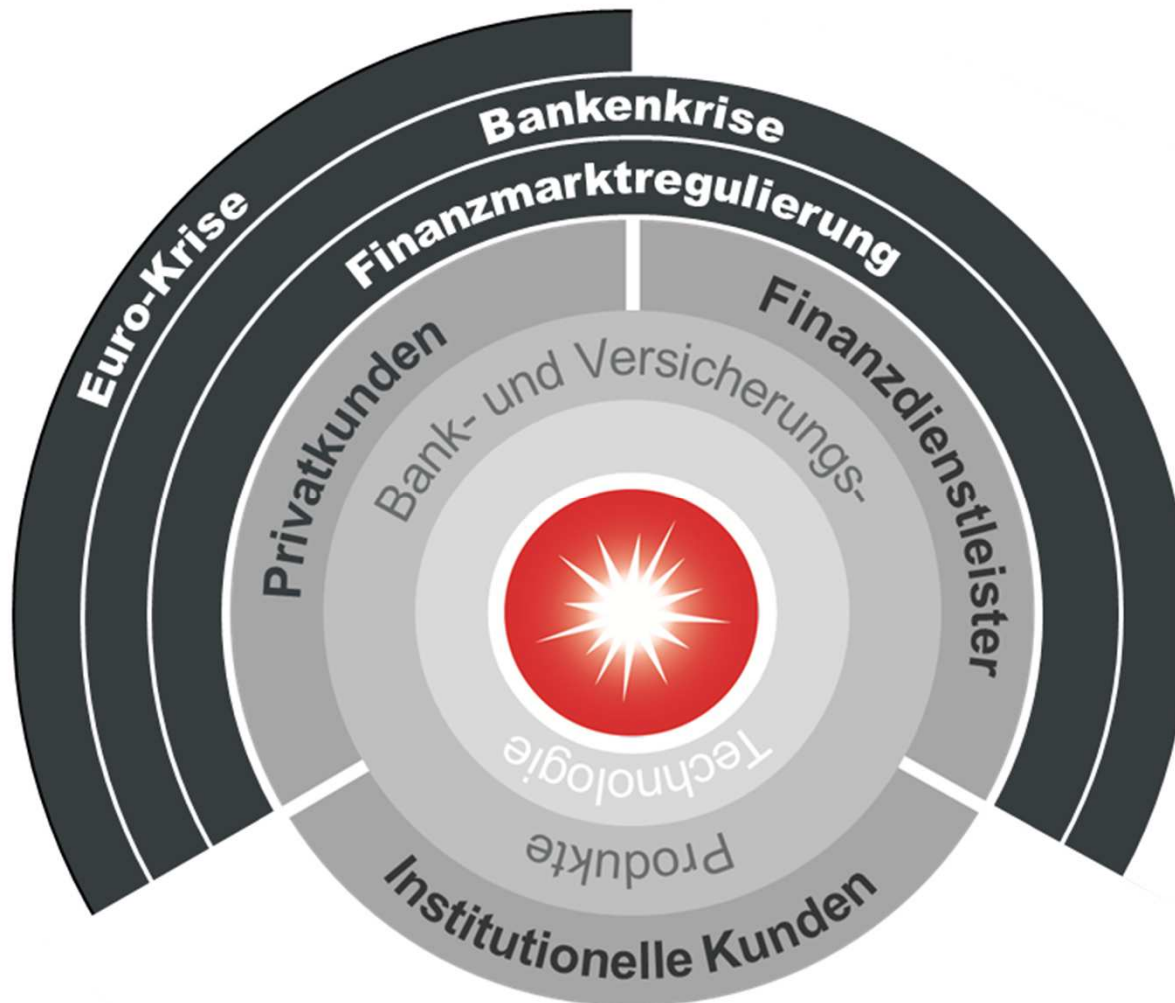 Bankenkrise
Finanzmarktregulierung
Euro-Krise
Privatkunden
Finanzdienstleister
Bank- und Versicherungs-
Technologie
Produkte
Institutionelle Kunden